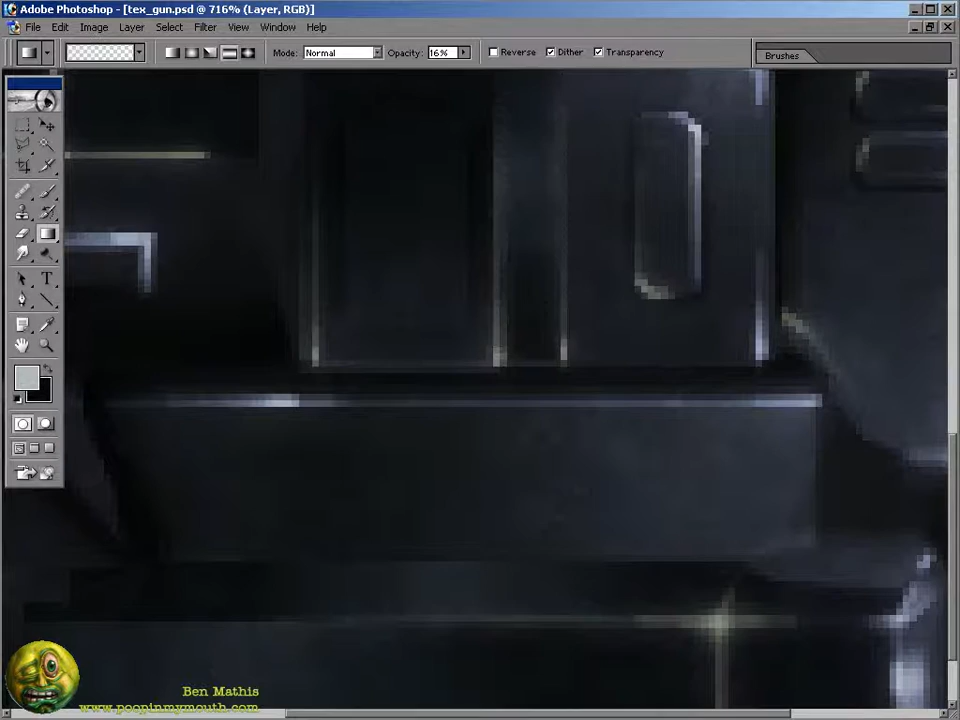 Adobe Photoshop - [tex_gun.psd @ 716% (Layer, RGB)]
File Edit Image Layer Select Filter View Window Help
Mode: Normal Opacity: 16% Reverse Dither Transparency Brushes
T
Ben Mathis
www.poopinmymouth.com